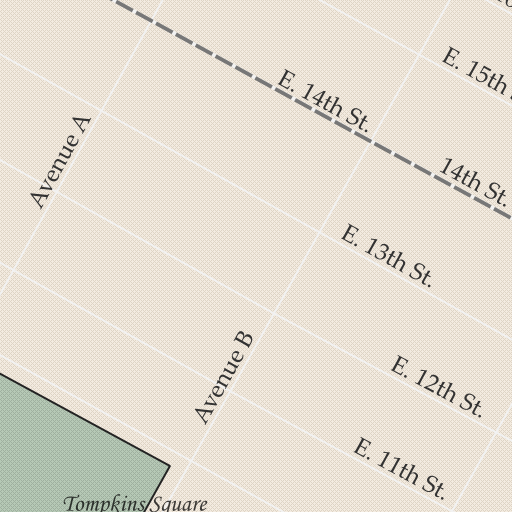 E. 15th
E. 14th St.
14th St.
Avenue A
E. 13th St.
Avenue B
E. 12th St.
E. 11th St.
Tompkins Square